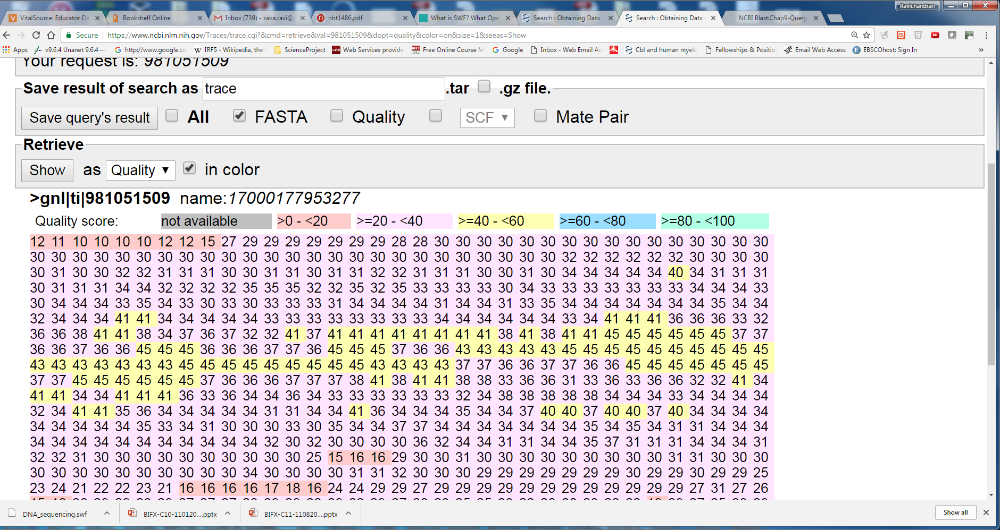 Ravichandran
VitalSource: Educator Da
Bookshelf Online
Inbox (739) - saka.ravi@g
nbt1486.pdf
What is SWF? What Ope
Search : Obtaining Data
Search : Obtaining Data
NCBI Blast:Chap9-Query
Secure https://www.ncbi.nlm.nih.gov/Traces/trace.cgi?&cmd=retrieve&val=981051509&dopt=quality&color=on&size=1&seeas=Show
Apps v9.6.4 Unanet 9.6.4 — http://www.google.co IRF5 - Wikipedia, the ScienceProject Web Services provide Free Online Course Google Inbox - Web Email Ac Cbl and human myelo Fellowships & Positio Email Web Access EBSCOhost: Sign In »
Your request is: 981051509
Save result of search as trace .tar .gz file.
Save query's result All FASTA Quality SCF Mate Pair
Retrieve
Show as Quality in color
>gnl|ti|981051509 name:17000177953277
Quality score: not available >0 - <20 >=20 - <40 >=40 - <60 >=60 - <80 >=80 - <100
12 11 10 10 10 10 12 12 15 27 29 29 29 29 29 29 29 28 28 30 30 30 30 30 30 30 30 30 30 30 30 30 30 30 30
30 30 30 30 30 30 30 30 30 30 30 30 30 30 30 30 30 30 30 30 30 30 30 30 30 32 32 32 32 32 32 30 30 30 30
30 31 30 30 32 32 31 31 31 30 30 31 31 30 31 31 32 32 31 31 31 30 30 31 30 34 34 34 34 34 40 34 31 31 31
30 31 31 31 34 34 32 32 32 32 35 35 35 32 32 35 32 35 33 33 33 33 30 34 33 33 33 33 33 33 33 34 34 34 33
30 34 34 34 33 35 34 33 30 33 30 33 33 33 31 34 34 34 34 31 34 34 31 33 35 34 34 34 34 34 34 34 35 34 34
32 34 34 34 41 41 34 34 34 34 34 33 33 33 33 33 33 33 33 34 34 34 34 34 34 33 34 41 41 41 36 36 36 33 32
36 36 38 41 41 38 34 37 36 37 32 32 41 37 41 41 41 41 41 41 41 41 38 41 38 41 41 45 45 45 45 45 45 37 37
36 36 37 36 36 45 45 45 36 36 36 37 37 36 45 45 45 37 36 36 43 43 43 43 43 45 45 45 45 45 45 45 45 45 45
43 43 43 43 43 43 43 45 45 45 45 45 45 45 45 45 43 43 43 43 37 37 36 36 37 37 36 36 45 45 45 45 45 45 45
37 37 45 45 45 45 45 45 37 36 36 36 37 37 37 38 41 38 41 41 38 38 33 36 36 31 33 36 33 36 36 32 32 41 34
41 41 34 34 41 41 41 36 33 36 34 34 36 34 33 33 33 33 33 33 32 34 38 38 38 38 38 34 34 34 33 34 34 34 34
32 34 41 41 35 36 34 34 34 34 34 31 31 34 34 41 36 34 34 34 35 34 34 37 40 40 37 40 40 37 40 34 34 34 34
34 34 34 34 34 35 33 34 31 30 30 30 33 30 35 34 34 37 37 34 34 34 34 34 34 34 35 34 35 34 31 31 34 34 34
34 34 34 34 34 34 34 34 34 34 34 32 30 32 30 30 30 30 36 32 34 34 31 31 34 34 35 37 31 31 31 34 34 34 31
32 32 31 30 30 30 30 30 30 30 30 30 30 25 15 16 16 29 30 30 31 30 30 30 30 30 30 30 30 30 31 31 30 30 30
30 30 30 30 30 30 30 30 30 30 34 30 30 30 30 31 31 32 30 30 30 29 29 29 29 29 29 29 30 29 29 30 29 29 25
23 24 21 22 22 23 21 16 16 16 16 17 18 16 24 24 29 29 27 29 29 29 29 29 29 29 29 29 29 29 29 27 31 27 26
DNA_sequencing.swf
BIFX-C10-110120....pptx
BIFX-C11-110820....pptx
Show all